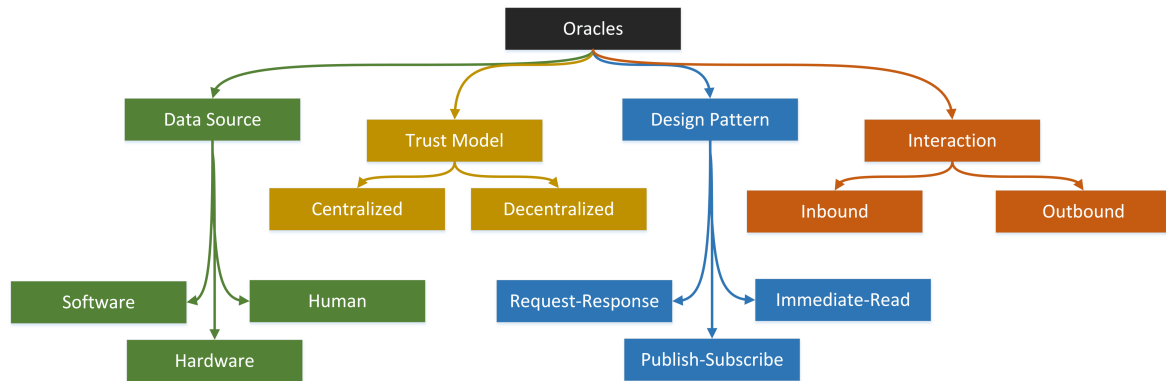 Oracles
Data Source
Trust Model
Design Pattern
Interaction
Centralized
Decentralized
Inbound
Outbound
Software
Human
Request-Response
Immediate-Read
Hardware
Publish-Subscribe